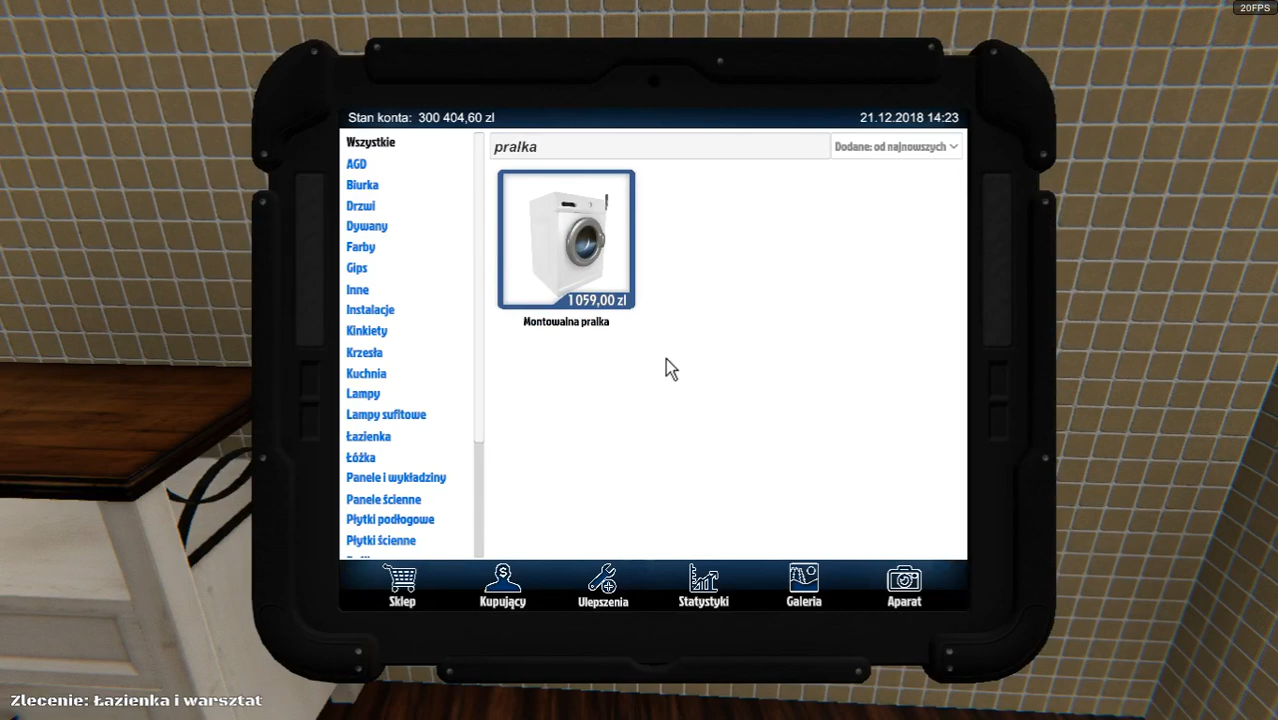 20FPS
Stan konta: 300 404,60 zl
21.12.2018 14:23
Wszystkie
AGD
Biurka
Drzwi
Dywany
Farby
Gips
Inne
Instalacje
Kinkiety
Krzesła
Kuchnia
Lampy
Lampy sufitowe
Łazienka
Łóżka
Panele i wykładziny
Panele ścienne
Płytki podłogowe
Płytki ścienne
pralka
Dodane: od najnowszych
1 059,00 zl
Montowalna pralka
Sklep
Kupujący
Ulepszenia
Statystyki
Galeria
Aparat
Zlecenie: Łazienka i warsztat